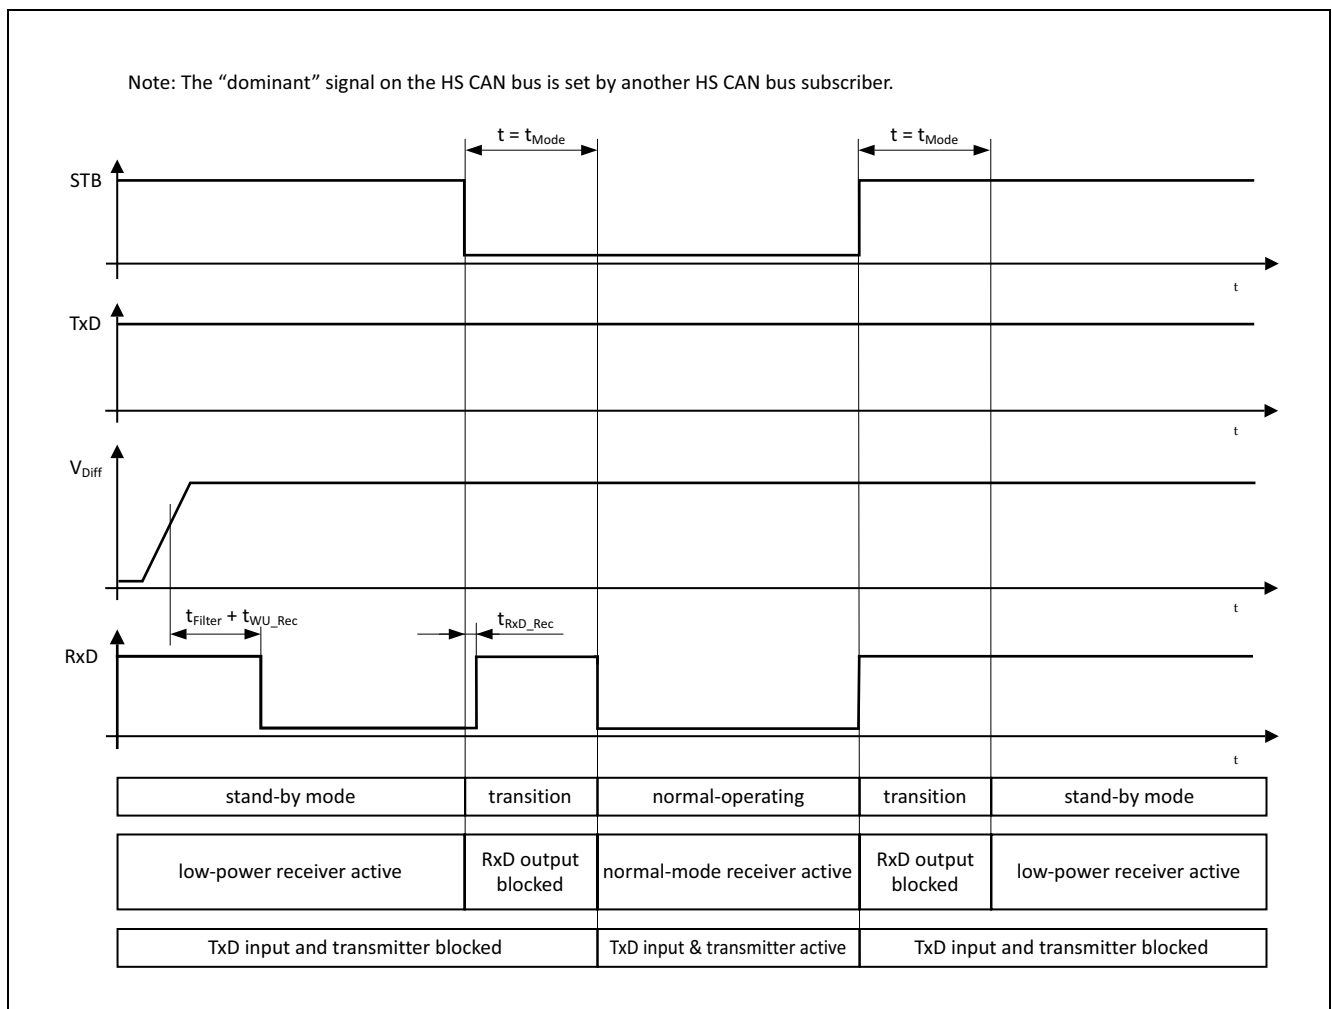 Note: The “dominant” signal on the HS CAN bus is set by another HS CAN bus subscriber.
t = tMode
t = tMode
STB
t
TxD
t
VDiff
t
tFilter + tWU_Rec
tRxD_Rec
RxD
t
stand-by mode
transition
normal-operating
transition
stand-by mode
low-power receiver active
RxD output
blocked
normal-mode receiver active
RxD output
blocked
low-power receiver active
TxD input and transmitter blocked
TxD input & transmitter active
TxD input and transmitter blocked